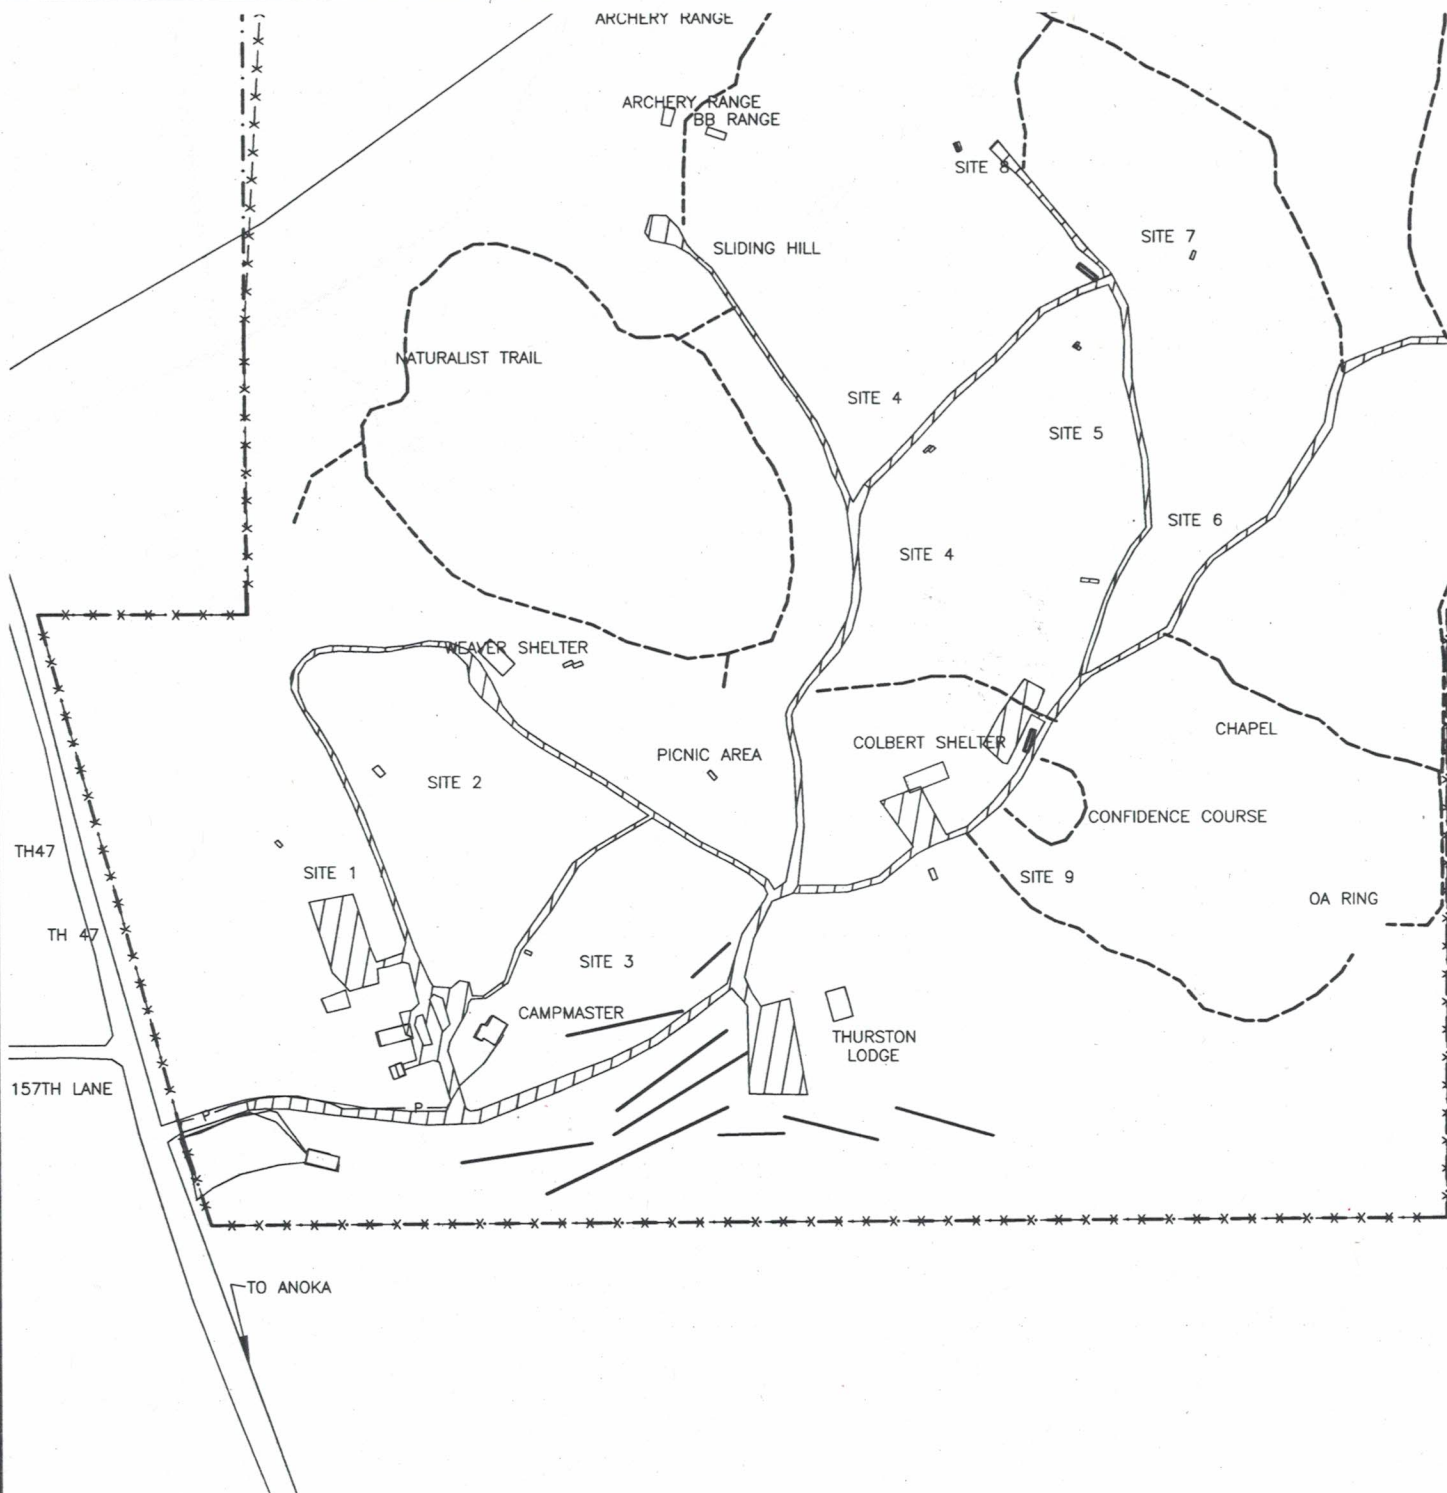 ARCHERY RANGE
ARCHERY RANGE
BB RANGE
SITE 8
SITE 7
SLIDING HILL
NATURALIST TRAIL
SITE 4
SITE 5
SITE 6
SITE 4
WEAVER SHELTER
CHAPEL
COLBERT SHELTER
PICNIC AREA
SITE 2
CONFIDENCE COURSE
TH47
SITE 1
SITE 9
OA RING
TH 47
SITE 3
CAMPMASTER
THURSTON
LODGE
157TH LANE
P
P
TO ANOKA